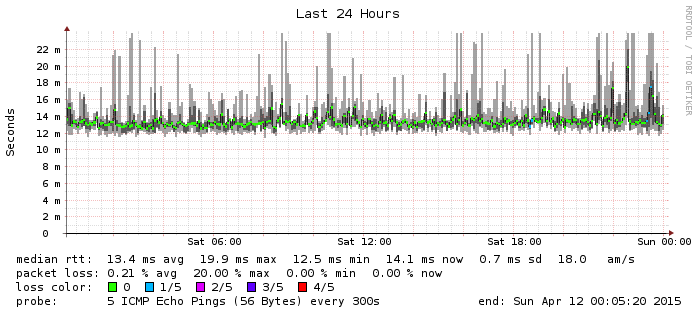 Last 24 Hours
RRDTOOL / TOBI OETIKER
Seconds
22 m
20 m
18 m
16 m
14 m
12 m
10 m
8 m
6 m
4 m
2 m
0
Sat 06:00 Sat 12:00 Sat 18:00 Sun 00:00
median rtt: 13.4 ms avg 19.9 ms max 12.5 ms min 14.1 ms now 0.7 ms sd 18.0 am/s
packet loss: 0.21 % avg 20.00 % max 0.00 % min 0.00 % now
loss color: 0 1/5 2/5 3/5 4/5
probe: 5 ICMP Echo Pings (56 Bytes) every 300s end: Sun Apr 12 00:05:20 2015